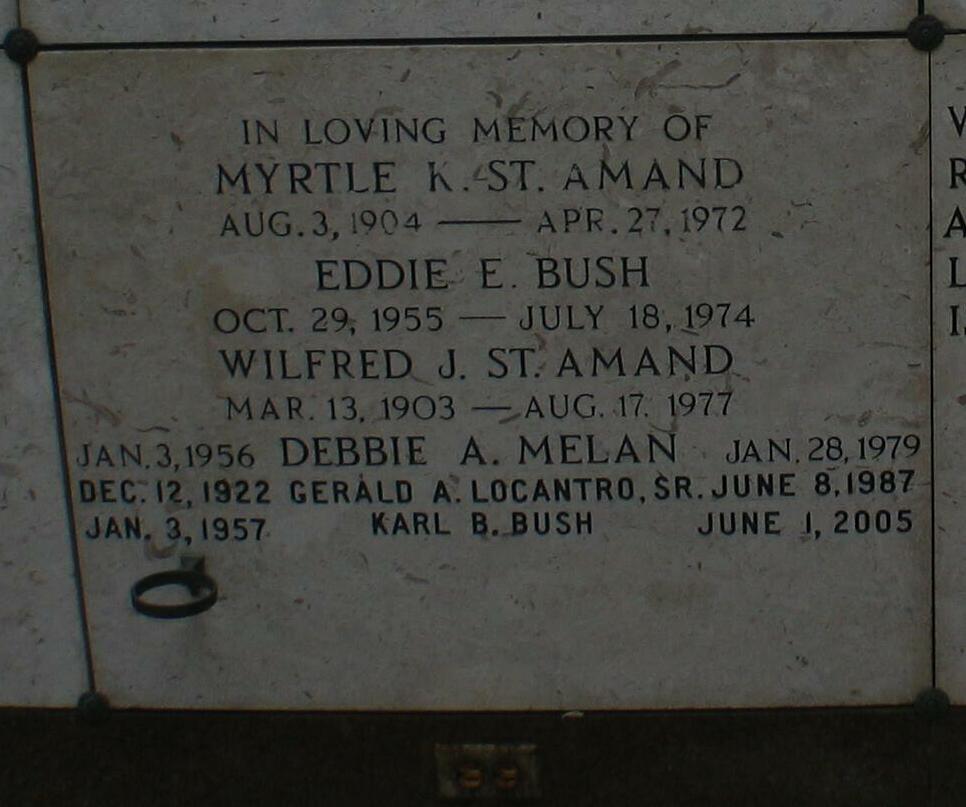 IN LOVING MEMORY OF
MYRTLE K. ST. AMAND
AUG. 3, 1904 — APR. 27, 1972
EDDIE E. BUSH
OCT. 29, 1955 — JULY 18, 1974
WILFRED J. ST. AMAND
MAR. 13, 1903 — AUG. 17, 1977
JAN. 3, 1956 DEBBIE A. MELAN JAN. 28, 1979
DEC. 12, 1922 GERALD A. LOCANTRO, SR. JUNE 8, 1987
JAN. 3, 1957 KARL B. BUSH JUNE 1, 2005